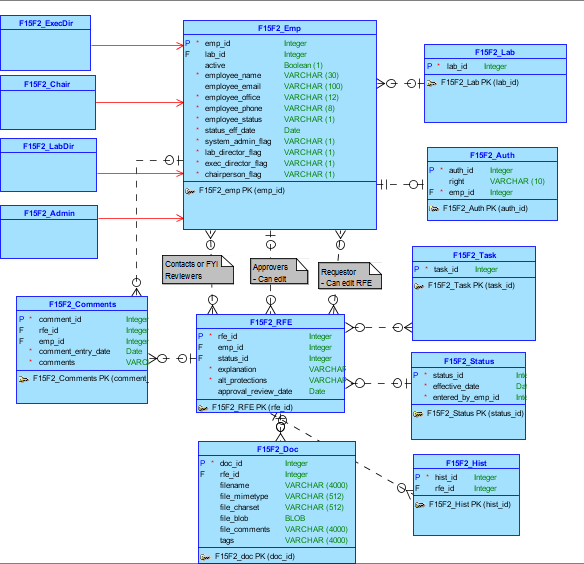 F15F2_ExecDir
F15F2_Chair
F15F2_LabDir
F15F2_Admin
F15F2_Emp
P * emp_id Integer
F lab_id Integer
active Boolean (1)
* employee_name VARCHAR (30)
employee_email VARCHAR (100)
* employee_office VARCHAR (12)
* employee_phone VARCHAR (8)
* employee_status VARCHAR (1)
* status_eff_date Date
* system_admin_flag VARCHAR (1)
* lab_director_flag VARCHAR (1)
* exec_director_flag VARCHAR (1)
* chairperson_flag VARCHAR (1)
F15F2_emp PK (emp_id)
F15F2_Lab
P * lab_id Integer
F15F2_Lab PK (lab_id)
F15F2_Auth
P * auth_id Integer
right VARCHAR (10)
F * emp_id Integer
F15F2_Auth PK (auth_id)
Contacts or FYI
Reviewers
Approvers
- Can edit
Requestor
- Can edit RFE
F15F2_Task
P * task_id Integer
F15F2_Task PK (task_id)
F15F2_Comments
P * comment_id Integer
F rfe_id Integer
F emp_id Integer
* comment_entry_date Date
* comments VARC
F15F2_Comments PK (comment_
F15F2_RFE
P * rfe_id Integer
F emp_id Integer
F status_id Integer
* explanation VARCHAR
* alt_protections VARCHAR
approval_review_date Date
F15F2_RFE PK (rfe_id)
F15F2_Status
P * status_id Inte
* effective_date Dat
* entered_by_emp_id Inte
F15F2_Status PK (status_id)
F15F2_Doc
P * doc_id Integer
F rfe_id Integer
filename VARCHAR (4000)
file_mimetype VARCHAR (512)
file_charset VARCHAR (512)
file_blob BLOB
file_comments VARCHAR (4000)
tags VARCHAR (4000)
F15F2_doc PK (doc_id)
F15F2_Hist
P * hist_id Integer
F rfe_id Integer
F15F2_Hist PK (hist_id)